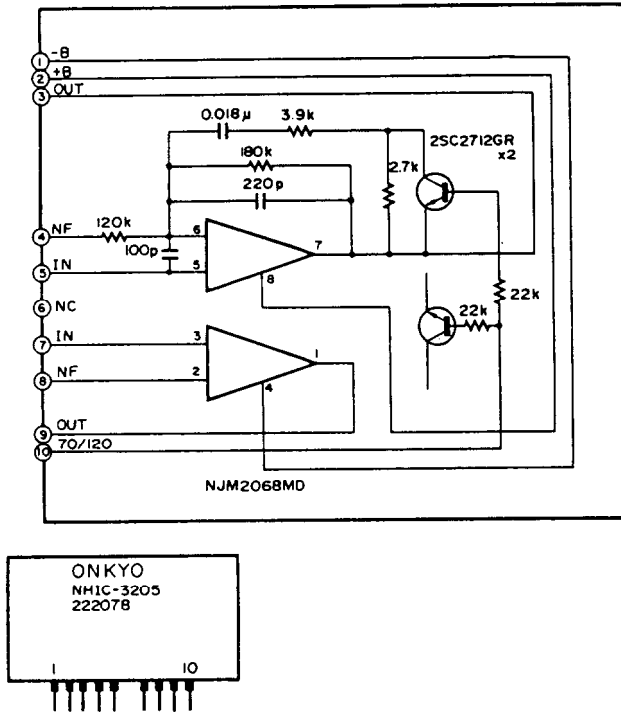 1 -B
2 +B
3 OUT
0.018μ 3.9k
2SC2712GR
x2
180k
2.7k
220p
4 NF 120k
6
100p
7
5 IN
5
8
22k
6 NC
22k
7 IN
3
1
8 NF
2
4
9 OUT
10 70/120
NJM2068MD
ONKYO
NHIC-3205
222078
1 10